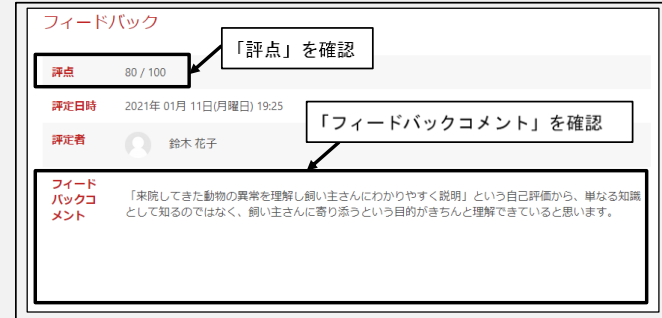 フィードバック
「評点」を確認
評点 80 / 100
評定日時 2021年 01月 11日(月曜日) 19:25
「フィードバックコメント」を確認
評定者 鈴木 花子
フィード
バックコ
メント
「来院してきた動物の異常を理解し飼い主さんにわかりやすく説明」という自己評価から、単なる知識
として知るのではなく、飼い主さんに寄り添うという目的がきちんと理解できていると思います。